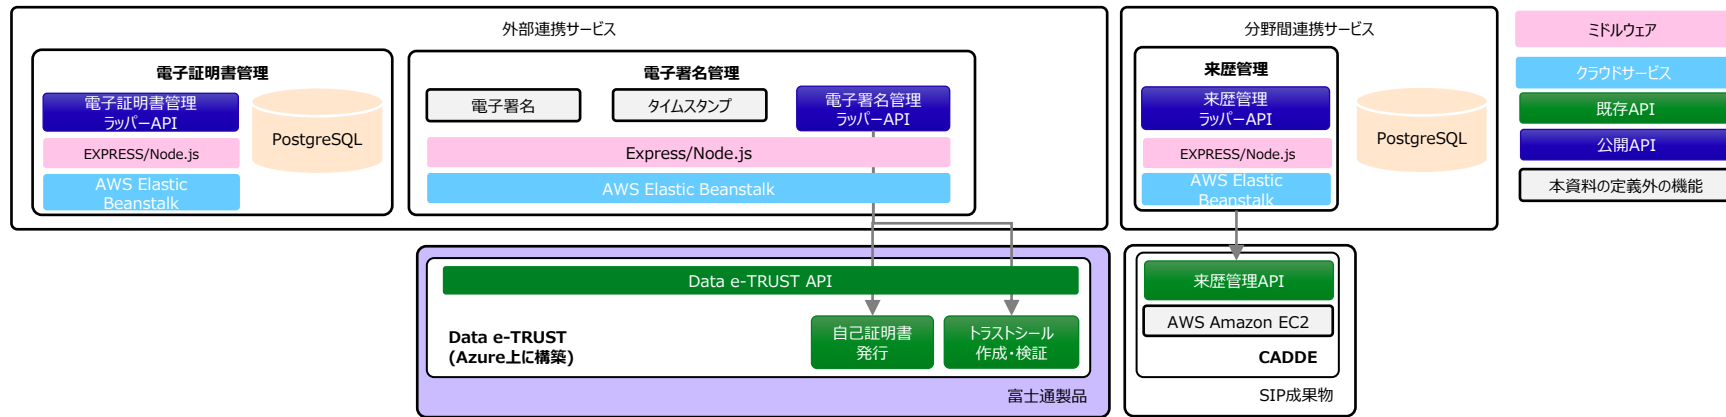 外部連携サービス
電子証明書管理
電子証明書管理
ラッパーAPI
EXPRESS/Node.js
AWS Elastic
Beanstalk
PostgreSQL
電子署名管理
電子署名
タイムスタンプ
電子署名管理
ラッパーAPI
Express/Node.js
AWS Elastic Beanstalk
分野間連携サービス
来歴管理
来歴管理
ラッパーAPI
EXPRESS/Node.js
AWS Elastic
Beanstalk
PostgreSQL
ミドルウェア
クラウドサービス
既存API
公開API
本資料の定義外の機能
Data e-TRUST API
Data e-TRUST
(Azure上に構築)
自己証明書
発行
トラストシール
作成・検証
富士通製品
来歴管理API
AWS Amazon EC2
CADDE
SIP成果物